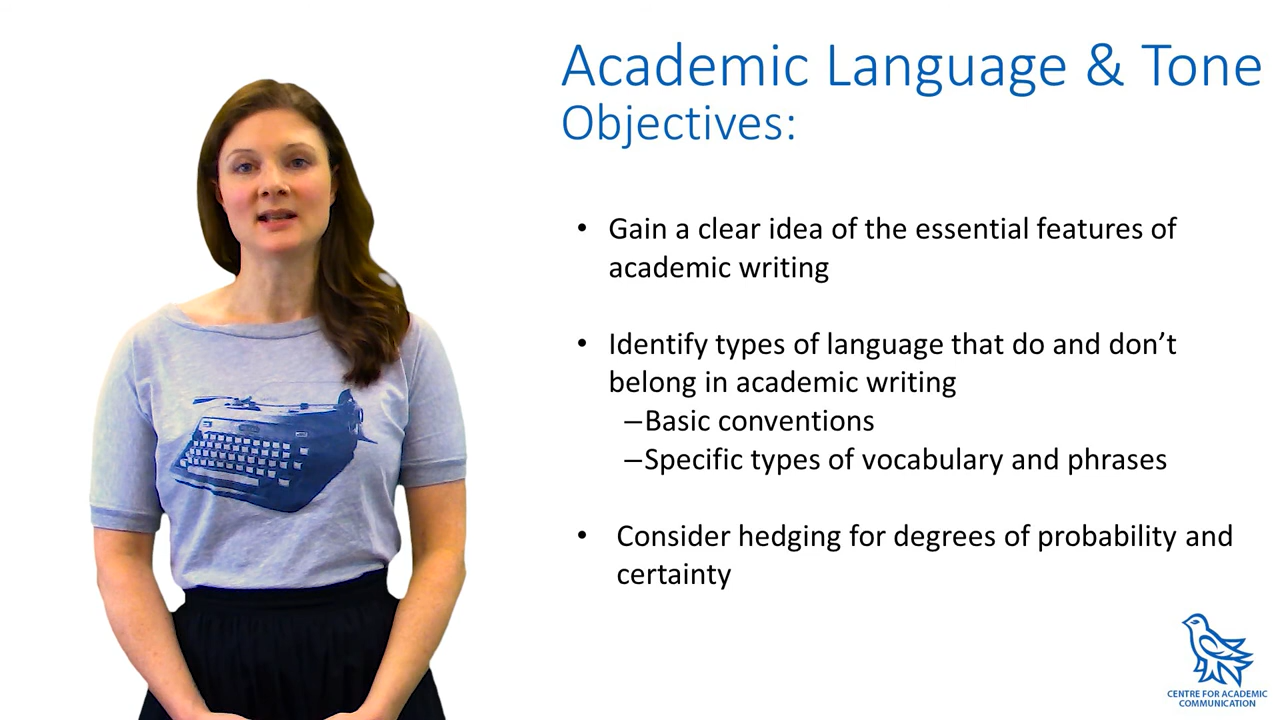 Academic Language & Tone
Objectives:
• Gain a clear idea of the essential features of
academic writing
• Identify types of language that do and don’t
belong in academic writing
–Basic conventions
–Specific types of vocabulary and phrases
• Consider hedging for degrees of probability and
certainty
CENTRE FOR ACADEMIC
COMMUNICATION